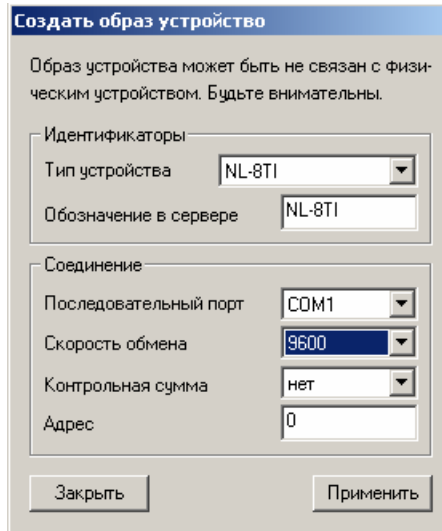 Создать образ устройство
Образ устройства может быть не связан с физи-
ческим устройством. Будьте внимательны.
Идентификаторы
Тип устройства NL-8TI
Обозначение в сервере NL-8TI
Соединение
Последовательный порт COM1
Скорость обмена 9600
Контрольная сумма нет
Адрес 0
Закрыть Применить